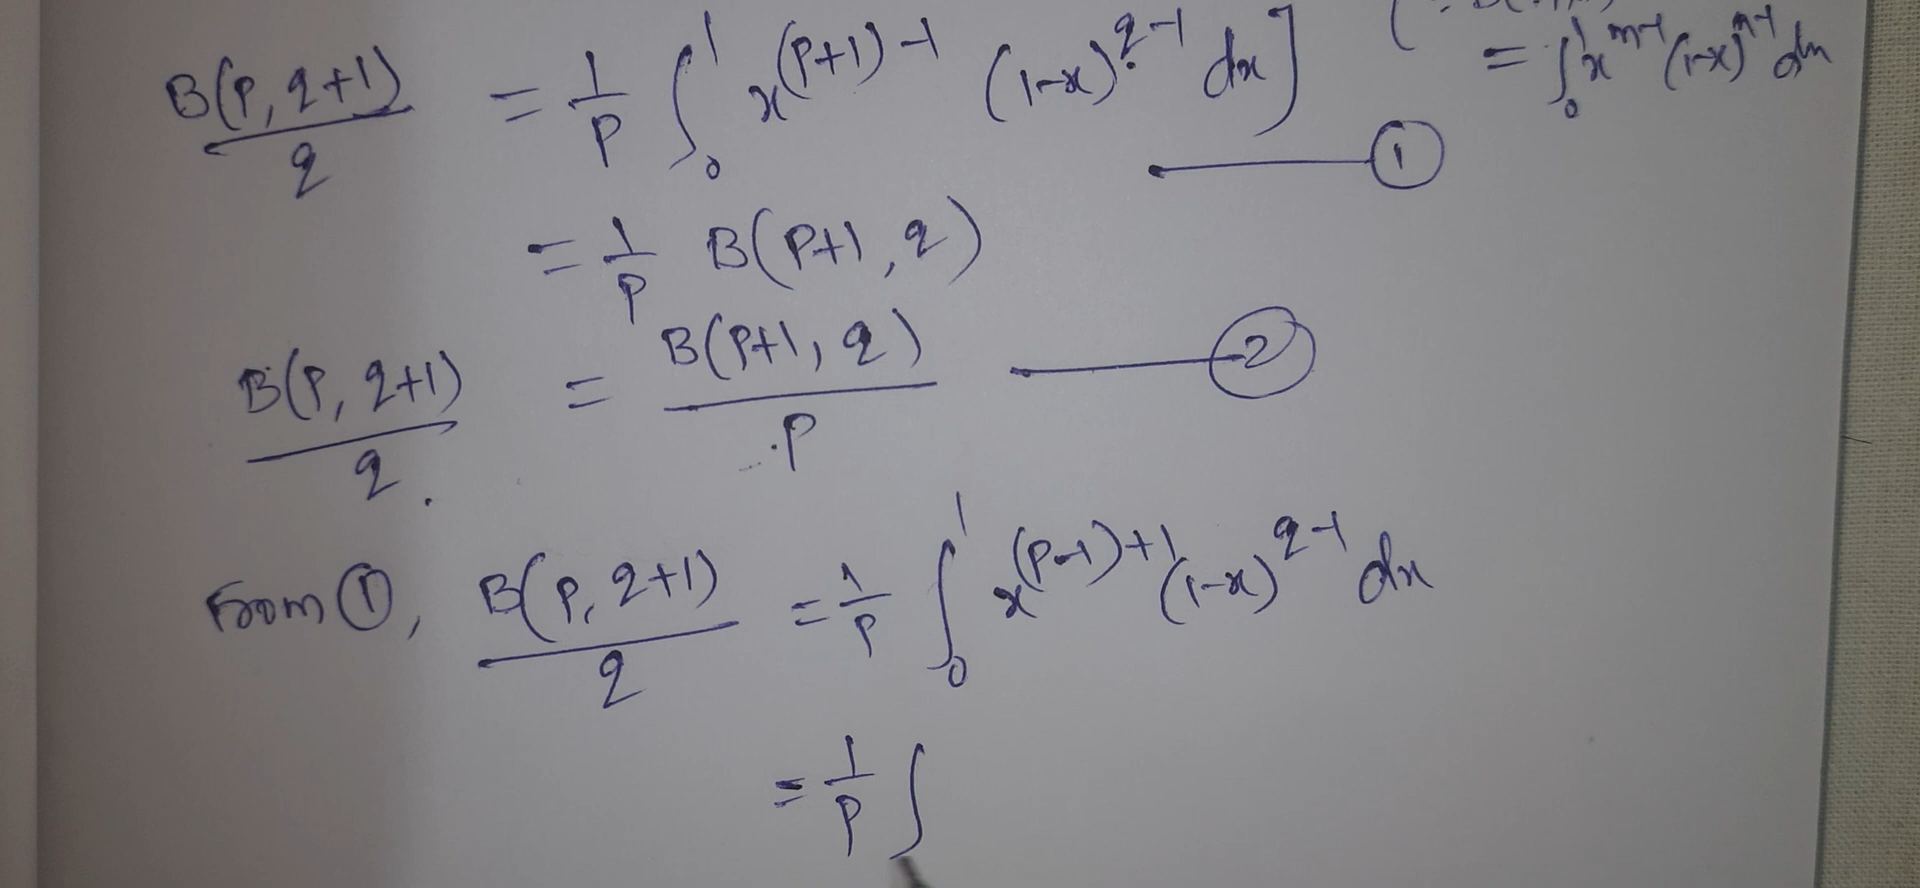 B(P, q+1) / q = 1/P ∫₀¹ x^((P+1)-1) (1-x)^(q-1) dx]
= ∫₀¹ x^(m-1) (1-x)^(n-1) dx
①
= 1/P B(P+1, q)
B(P, q+1) / q = B(P+1, q) / P ②
From ①, B(P, q+1) / q = 1/P ∫₀¹ x^((P-1)+1) (1-x)^(q-1) dx
= 1/P ∫